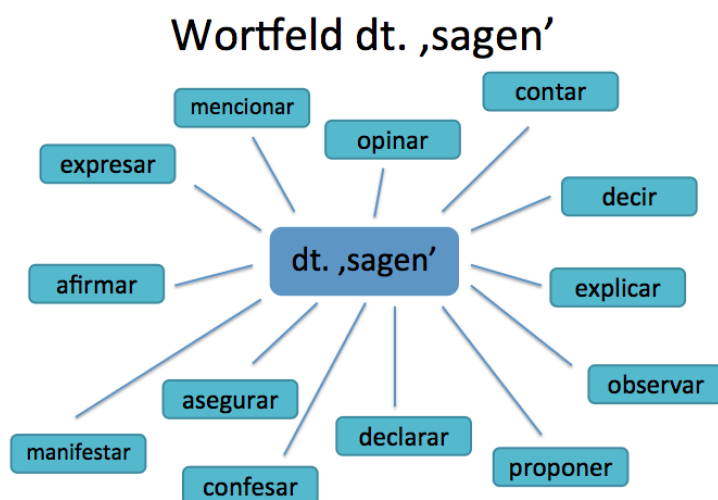 Wortfeld dt. ‚sagen’
contar
mencionar
opinar
expresar
decir
dt. ‚sagen’
afirmar
explicar
observar
asegurar
declarar
manifestar
proponer
confesar